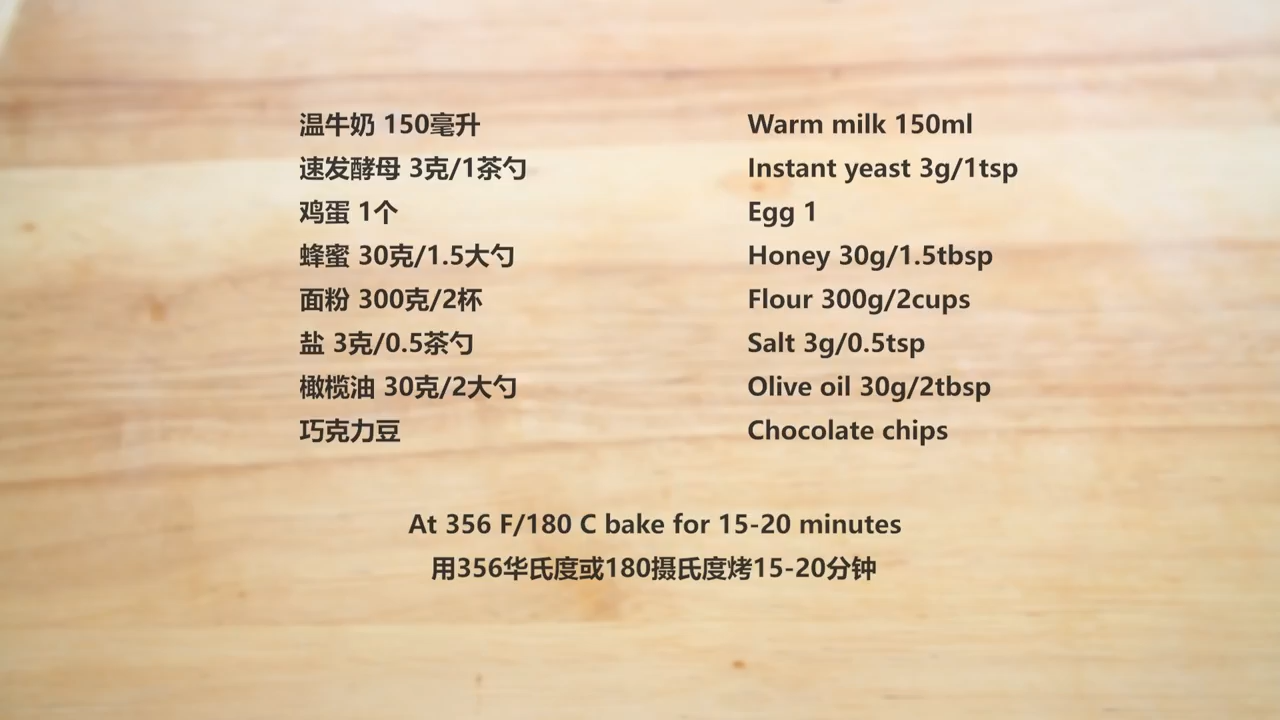 温牛奶 150毫升
速发酵母 3克/1茶勺
鸡蛋 1个
蜂蜜 30克/1.5大勺
面粉 300克/2杯
盐 3克/0.5茶勺
橄榄油 30克/2大勺
巧克力豆
Warm milk 150ml
Instant yeast 3g/1tsp
Egg 1
Honey 30g/1.5tbsp
Flour 300g/2cups
Salt 3g/0.5tsp
Olive oil 30g/2tbsp
Chocolate chips
At 356 F/180 C bake for 15-20 minutes
用356华氏度或180摄氏度烤15-20分钟